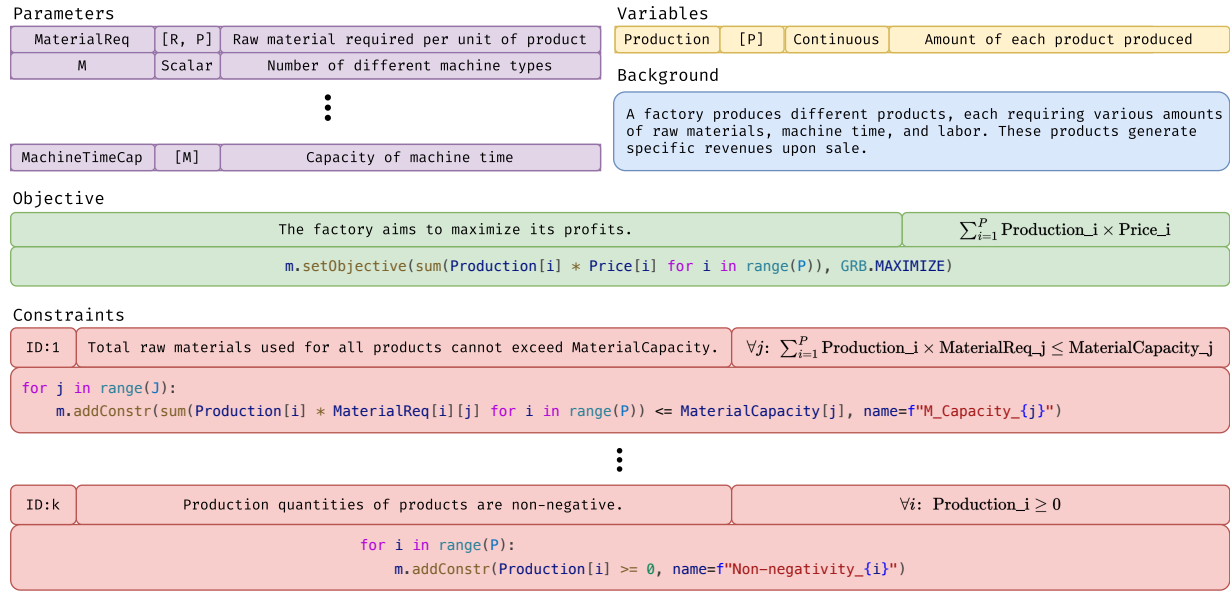 Parameters
MaterialReq [R, P] Raw material required per unit of product
M Scalar Number of different machine types
MachineTimeCap [M] Capacity of machine time
Variables
Production [P] Continuous Amount of each product produced
Background
A factory produces different products, each requiring various amounts
of raw materials, machine time, and labor. These products generate
specific revenues upon sale.
Objective
The factory aims to maximize its profits. ∑_{i=1}^{P} Production_i × Price_i
m.setObjective(sum(Production[i] * Price[i] for i in range(P)), GRB.MAXIMIZE)
Constraints
ID:1 Total raw materials used for all products cannot exceed MaterialCapacity. ∀j: ∑_{i=1}^{P} Production_i × MaterialReq_j ≤ MaterialCapacity_j
for j in range(J):
m.addConstr(sum(Production[i] * MaterialReq[i][j] for i in range(P)) <= MaterialCapacity[j], name=f"M_Capacity_{j}")
ID:k Production quantities of products are non-negative. ∀i: Production_i ≥ 0
for i in range(P):
m.addConstr(Production[i] >= 0, name=f"Non-negativity_{i}")